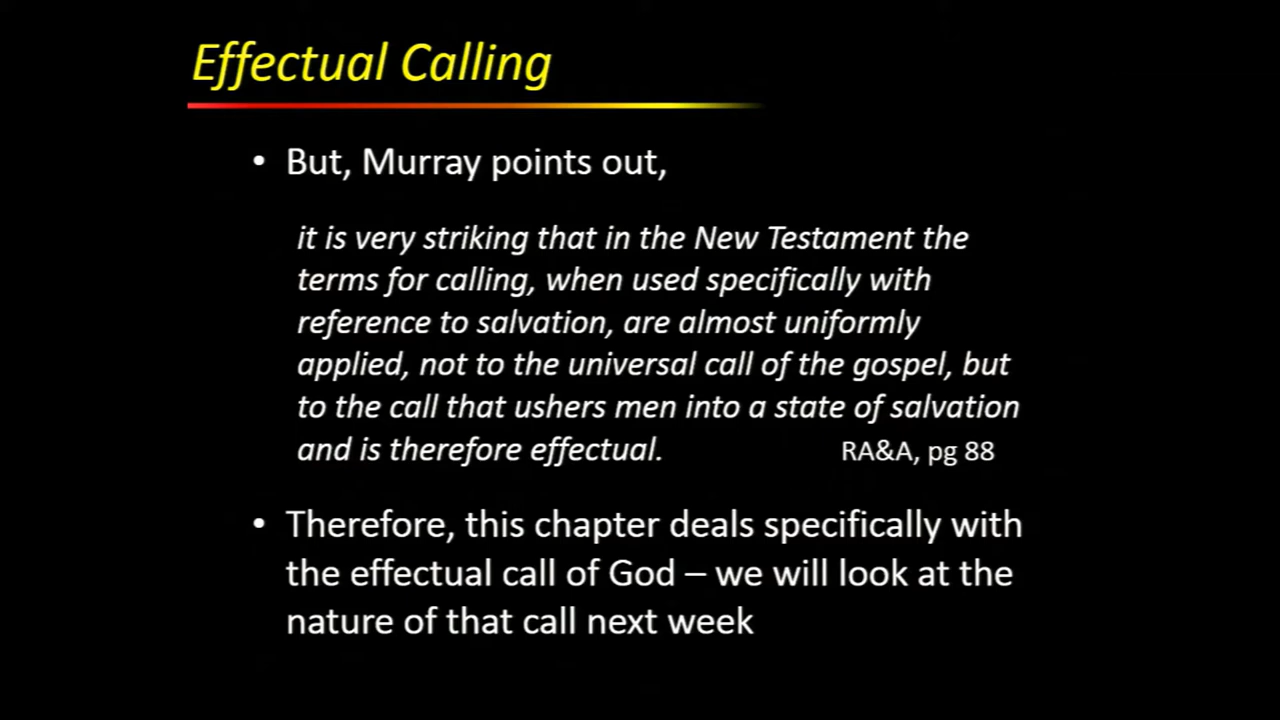 Effectual Calling
• But, Murray points out,
it is very striking that in the New Testament the
terms for calling, when used specifically with
reference to salvation, are almost uniformly
applied, not to the universal call of the gospel, but
to the call that ushers men into a state of salvation
and is therefore effectual. RA&A, pg 88
• Therefore, this chapter deals specifically with
the effectual call of God – we will look at the
nature of that call next week